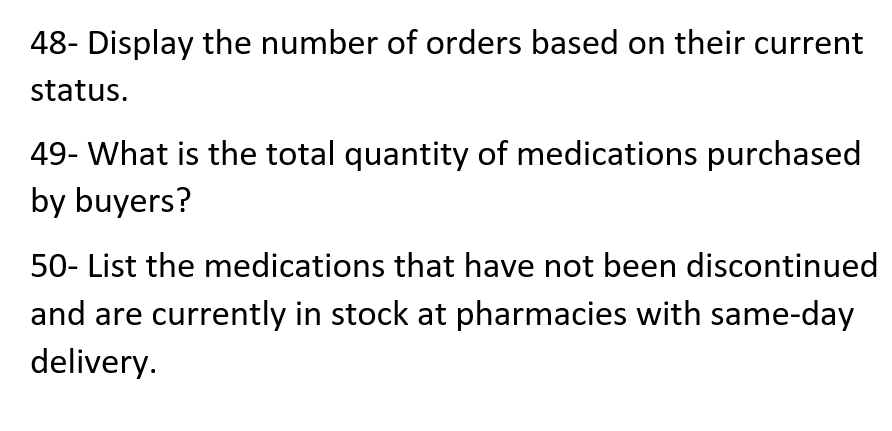 48- Display the number of orders based on their current
status.
49- What is the total quantity of medications purchased
by buyers?
50- List the medications that have not been discontinued
and are currently in stock at pharmacies with same-day
delivery.